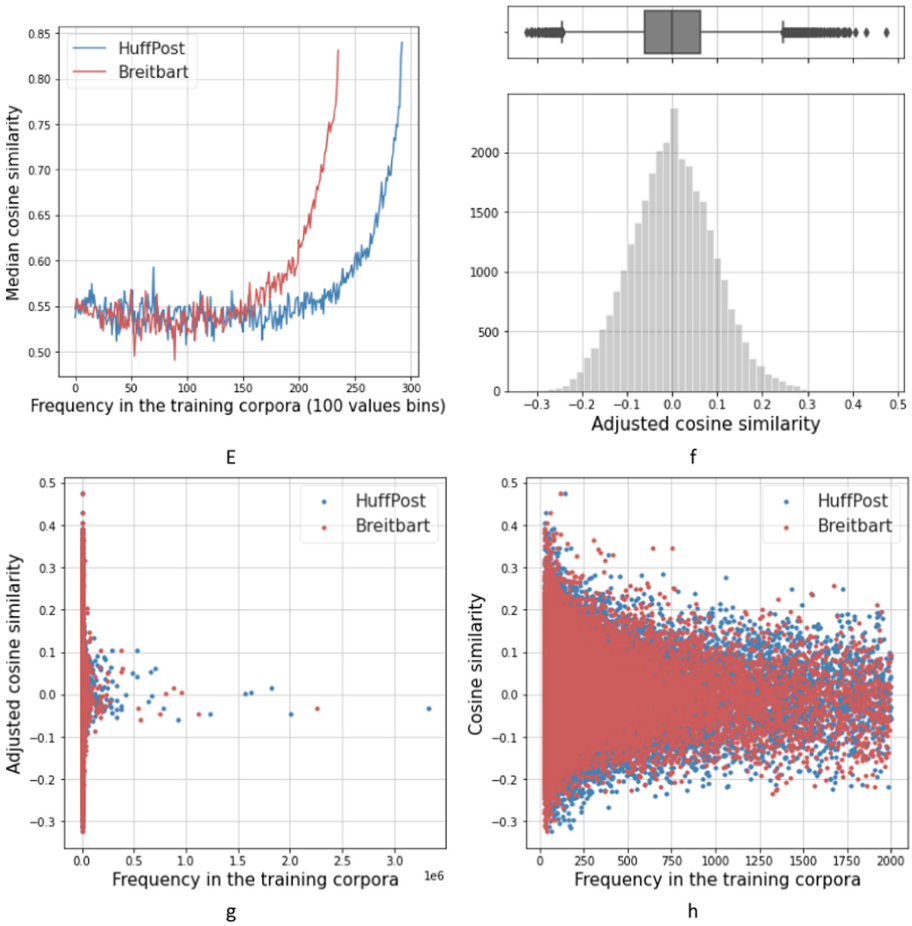 0.85
0.80
0.75
0.70
0.65
0.60
0.55
0.50
Median cosine similarity
HuffPost
Breitbart
0 50 100 150 200 250 300
Frequency in the training corpora (100 values bins)
E
2000
1500
1000
500
0
−0.3 −0.2 −0.1 0.0 0.1 0.2 0.3 0.4 0.5
Adjusted cosine similarity
f
0.5
0.4
0.3
0.2
0.1
0.0
−0.1
−0.2
−0.3
Adjusted cosine similarity
HuffPost
Breitbart
0.0 0.5 1.0 1.5 2.0 2.5 3.0
1e6
Frequency in the training corpora
g
0.5
0.4
0.3
0.2
0.1
0.0
−0.1
−0.2
−0.3
Cosine similarity
HuffPost
Breitbart
0 250 500 750 1000 1250 1500 1750 2000
Frequency in the training corpora
h